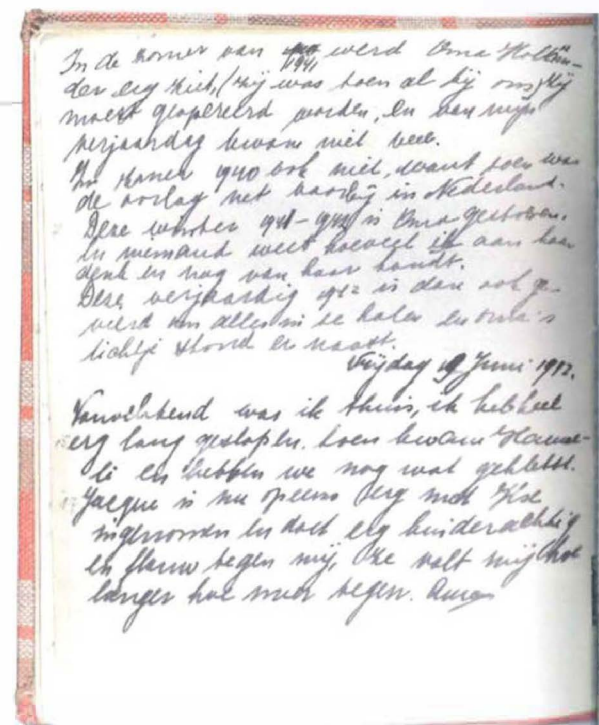 In de zomer van 1941 werd Oma Hollän-
der erg ziek, (zij was toen al bij ons) zij
moest geopereerd worden, en van mijn
verjaardag kwam niet veel.
In zomer 1940 ook niet, want toen was
de oorlog net voorbij in Nederland.
Deze winter 941-942 is Oma gestorven.
En niemand weet hoeveel ik aan haar
denk en nog van haar houdt.
Deze verjaardag 1942 is dan ook ge-
vierd om alles in te halen en oma's
lichtje stond er naast.
Vrijdag 19 Juni 1942.
Vanochtend was ik thuis, ik heb heel
erg lang geslapen. toen kwam Hanne-
li en hebben we nog wat gekletst.
Jacque is nu opeens erg met Ilse
ingenomen en doet erg kinderachtig
en flauw tegen mij, ze valt mij hoe
langer hoe meer tegen.